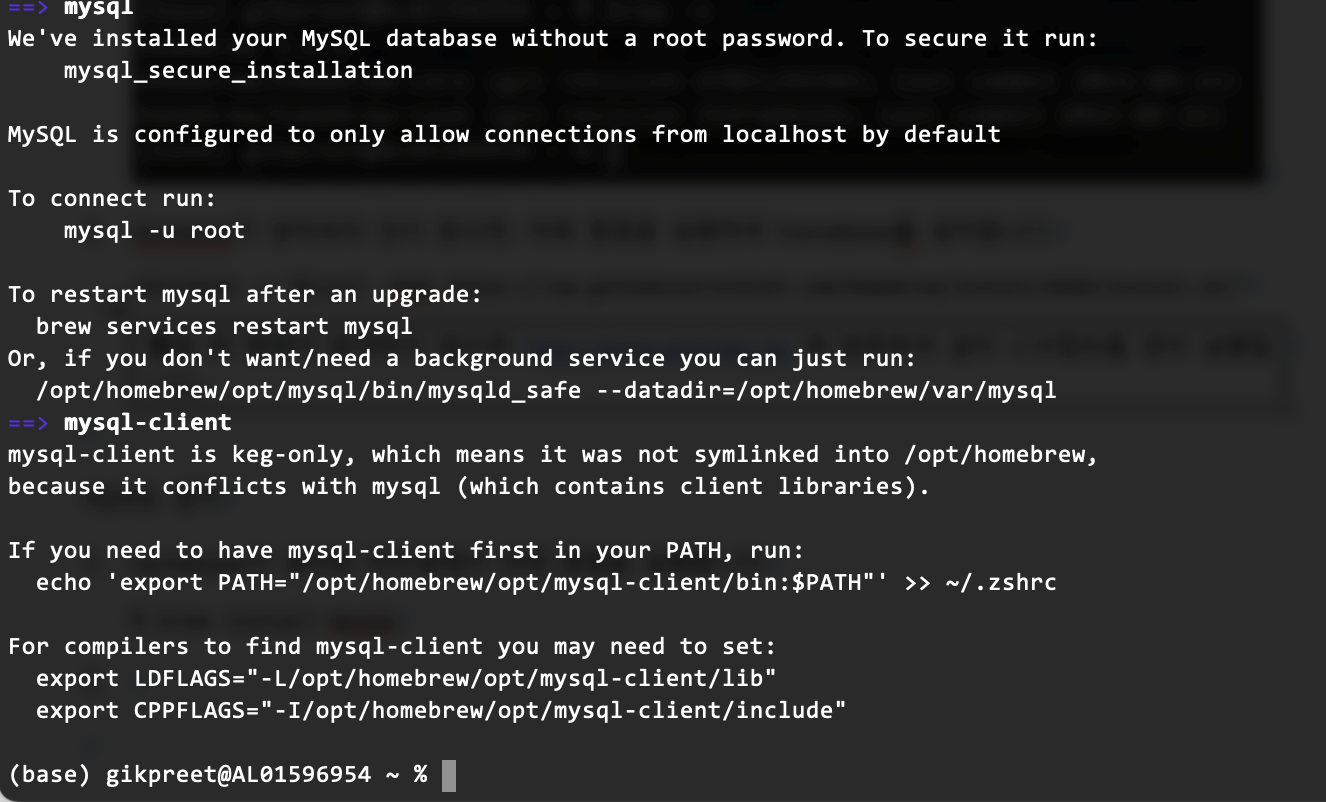 ==> mysql
We've installed your MySQL database without a root password. To secure it run:
    mysql_secure_installation

MySQL is configured to only allow connections from localhost by default

To connect run:
    mysql -u root

To restart mysql after an upgrade:
  brew services restart mysql
Or, if you don't want/need a background service you can just run:
  /opt/homebrew/opt/mysql/bin/mysqld_safe --datadir=/opt/homebrew/var/mysql
==> mysql-client
mysql-client is keg-only, which means it was not symlinked into /opt/homebrew,
because it conflicts with mysql (which contains client libraries).

If you need to have mysql-client first in your PATH, run:
  echo 'export PATH="/opt/homebrew/opt/mysql-client/bin:$PATH"' >> ~/.zshrc

For compilers to find mysql-client you may need to set:
  export LDFLAGS="-L/opt/homebrew/opt/mysql-client/lib"
  export CPPFLAGS="-I/opt/homebrew/opt/mysql-client/include"

(base) gikpreet@AL01596954 ~ %